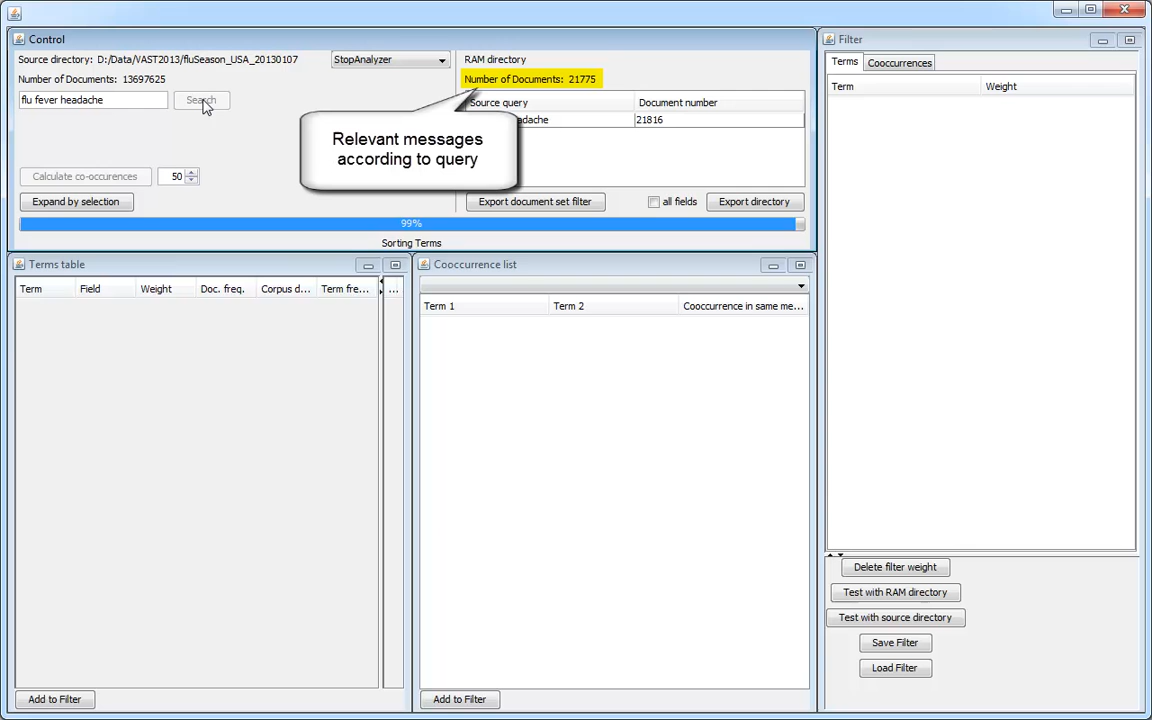 Control
Source directory: D:/Data/VAST2013/fluSeason_USA_20130107
StopAnalyzer
RAM directory
Number of Documents: 13697625
Number of Documents: 21775
flu fever headache
Search
Source query
Document number
adache
21816
Relevant messages
according to query
Calculate co-occurences
50
Expand by selection
Export document set filter
all fields
Export directory
99%
Sorting Terms
Terms table
Term
Field
Weight
Doc. freq.
Corpus d...
Term fre...
...
Add to Filter
Cooccurrence list
Term 1
Term 2
Cooccurrence in same me...
Add to Filter
Filter
Terms
Cooccurrences
Term
Weight
Delete filter weight
Test with RAM directory
Test with source directory
Save Filter
Load Filter